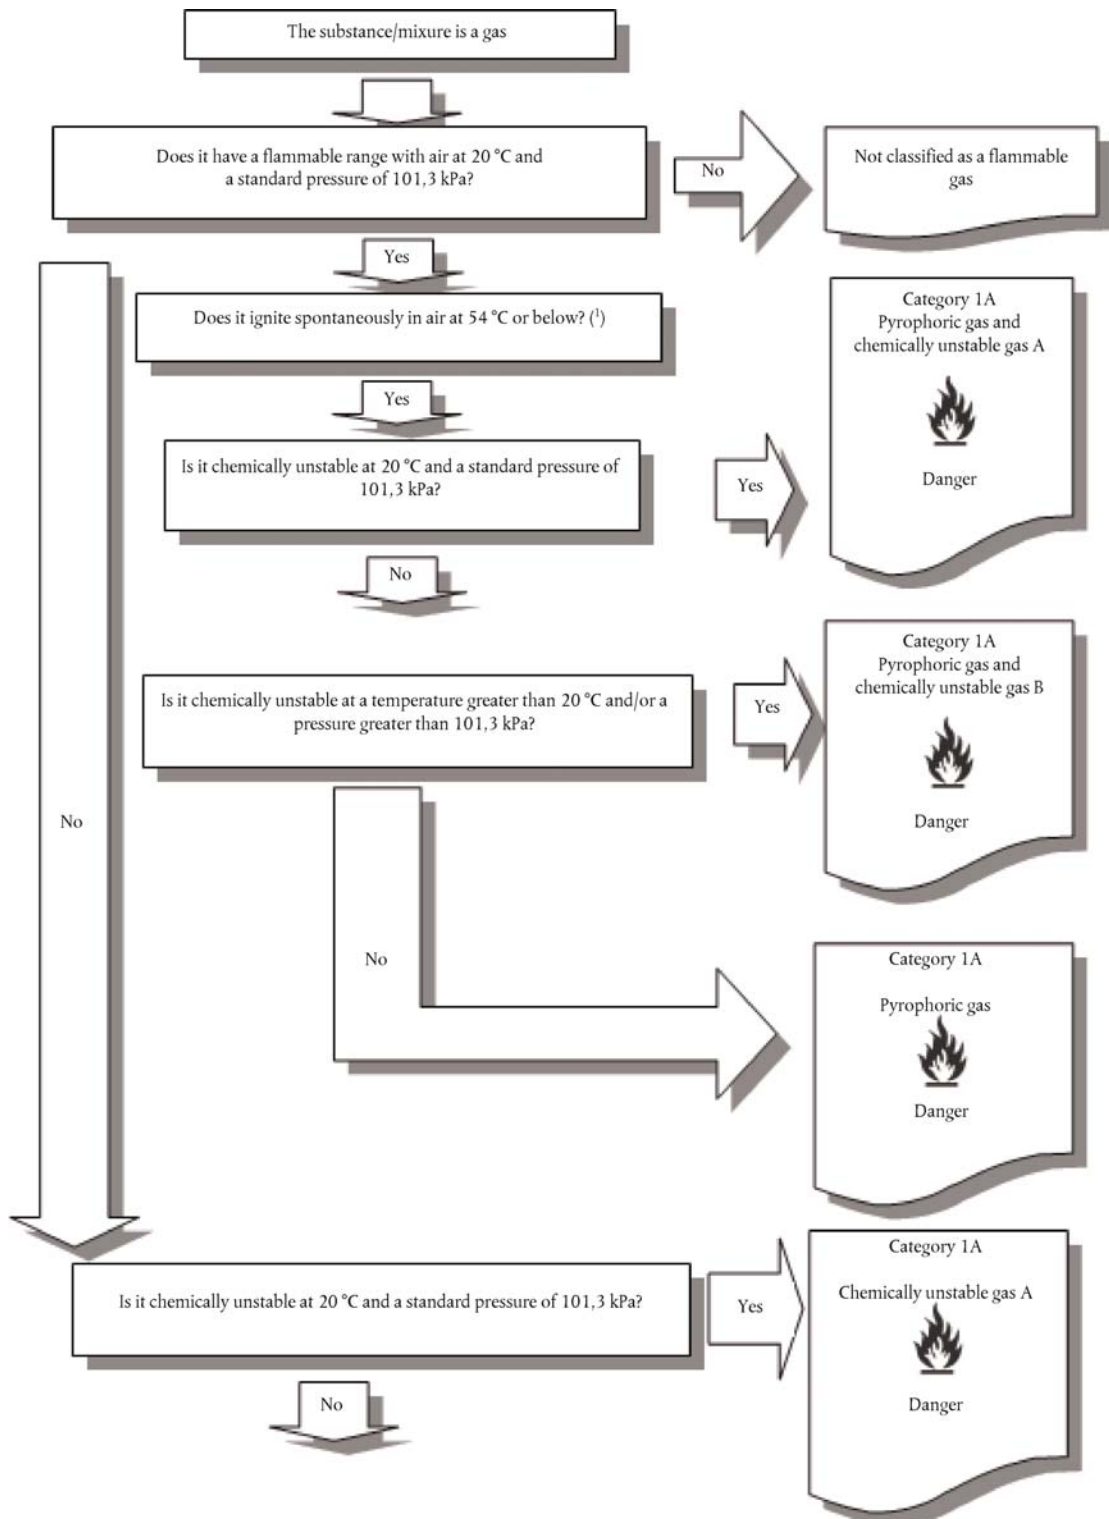 The substance/mixture is a gas
Does it have a flammable range with air at 20 °C and
a standard pressure of 101,3 kPa?
No
Not classified as a flammable
gas
Yes
Does it ignite spontaneously in air at 54 °C or below? (¹)
Category 1A
Pyrophoric gas and
chemically unstable gas A
Danger
Yes
Is it chemically unstable at 20 °C and a standard pressure of
101,3 kPa?
Yes
No
Category 1A
Pyrophoric gas and
chemically unstable gas B
Danger
Is it chemically unstable at a temperature greater than 20 °C and/or a
pressure greater than 101,3 kPa?
Yes
No
No
Category 1A
Pyrophoric gas
Danger
Is it chemically unstable at 20 °C and a standard pressure of 101,3 kPa?
Yes
Category 1A
Chemically unstable gas A
Danger
No